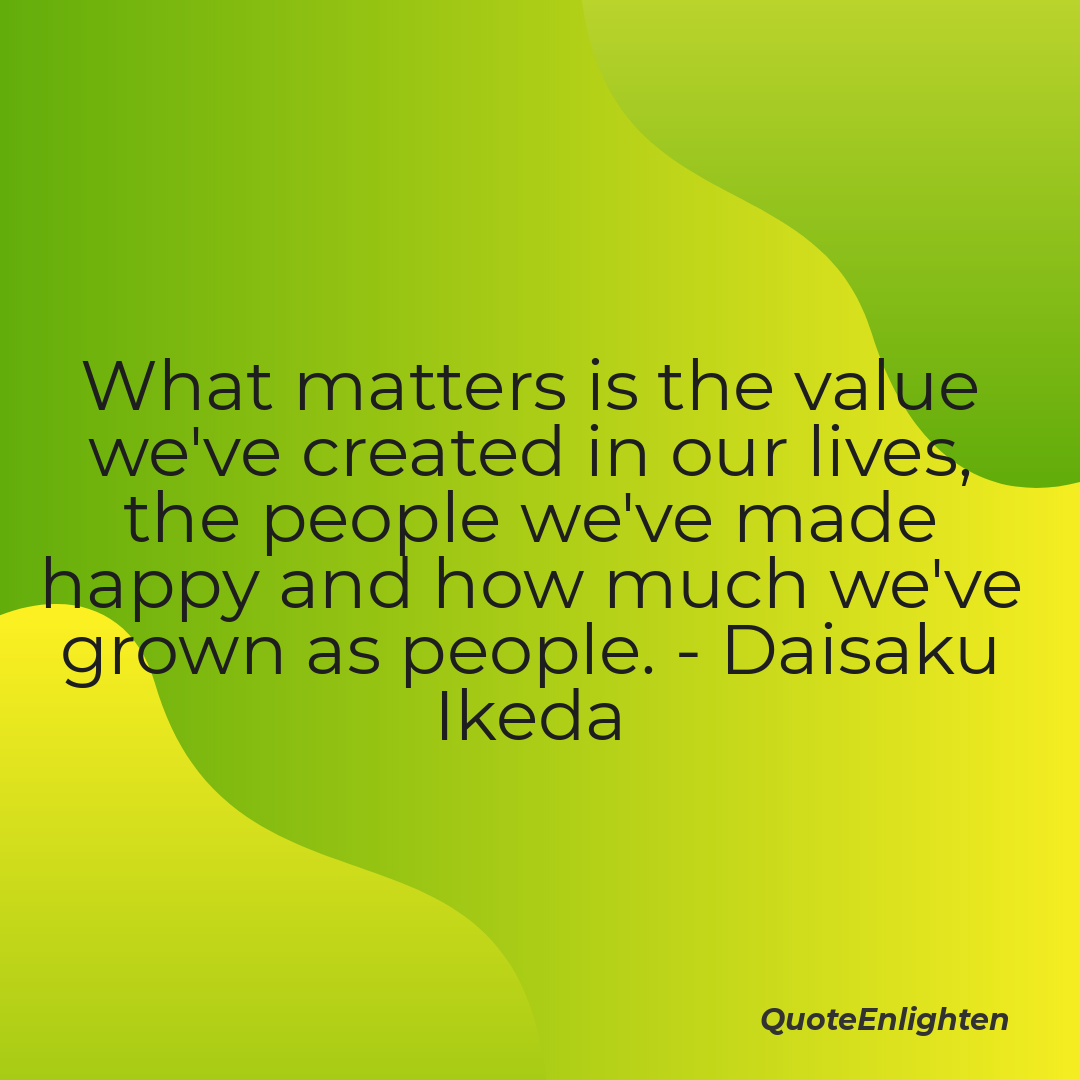 What matters is the value
we've created in our lives,
the people we've made
happy and how much we've
grown as people. - Daisaku
Ikeda
QuoteEnlighten